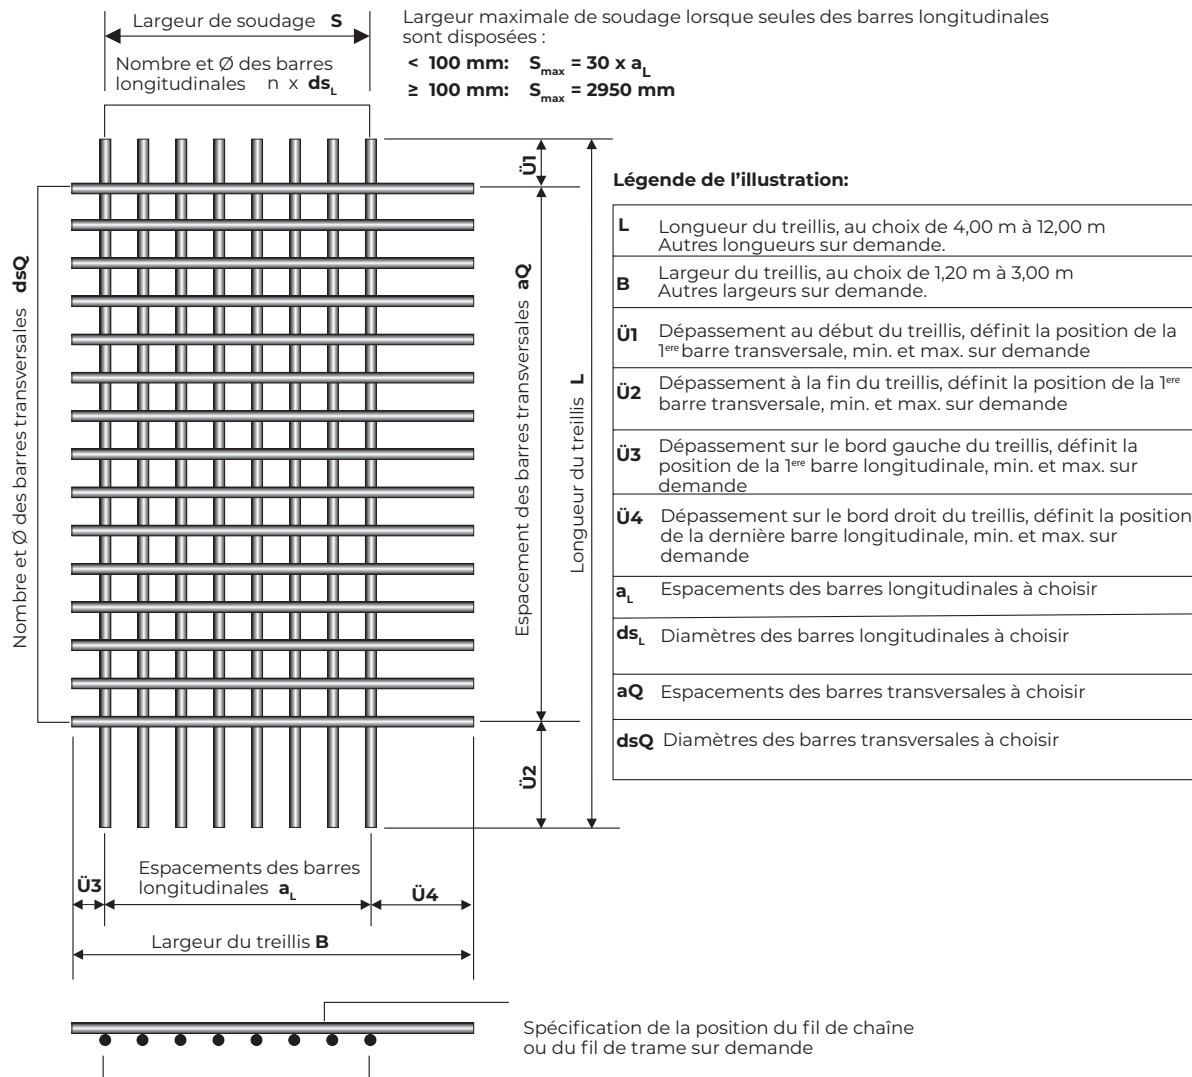 Largeur de soudage S
Nombre et Ø des barres
longitudinales n x dsL
Largeur maximale de soudage lorsque seules des barres longitudinales
sont disposées :
< 100 mm: Smax = 30 x aL
≥ 100 mm: Smax = 2950 mm
Nombre et Ø des barres transversales dsQ
Ü1
Espacement des barres transversales aQ
Longueur du treillis L
Ü2
Ü3
Espacements des barres
longitudinales aL
Ü4
Largeur du treillis B
Légende de l'illustration:
L Longueur du treillis, au choix de 4,00 m à 12,00 m
Autres longueurs sur demande.
B Largeur du treillis, au choix de 1,20 m à 3,00 m
Autres largeurs sur demande.
Ü1 Dépassement au début du treillis, définit la position de la
1ere barre transversale, min. et max. sur demande
Ü2 Dépassement à la fin du treillis, définit la position de la 1ere
barre transversale, min. et max. sur demande
Ü3 Dépassement sur le bord gauche du treillis, définit la
position de la 1ere barre longitudinale, min. et max. sur
demande
Ü4 Dépassement sur le bord droit du treillis, définit la position
de la dernière barre longitudinale, min. et max. sur
demande
aL Espacements des barres longitudinales à choisir
dsL Diamètres des barres longitudinales à choisir
aQ Espacements des barres transversales à choisir
dsQ Diamètres des barres transversales à choisir
Spécification de la position du fil de chaîne
ou du fil de trame sur demande